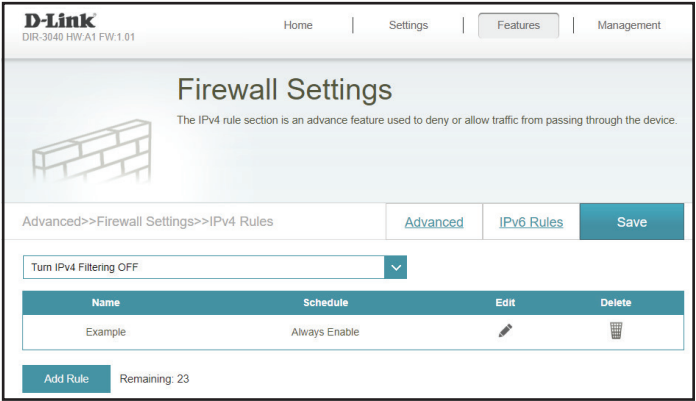 D-Link
DIR-3040 HW:A1 FW:1.01
Home | Settings | Features | Management
Firewall Settings
The IPv4 rule section is an advance feature used to deny or allow traffic from passing through the device.
Advanced>>Firewall Settings>>IPv4 Rules
Advanced
IPv6 Rules
Save
Turn IPv4 Filtering OFF
Name Schedule Edit Delete
Example Always Enable
Add Rule Remaining: 23